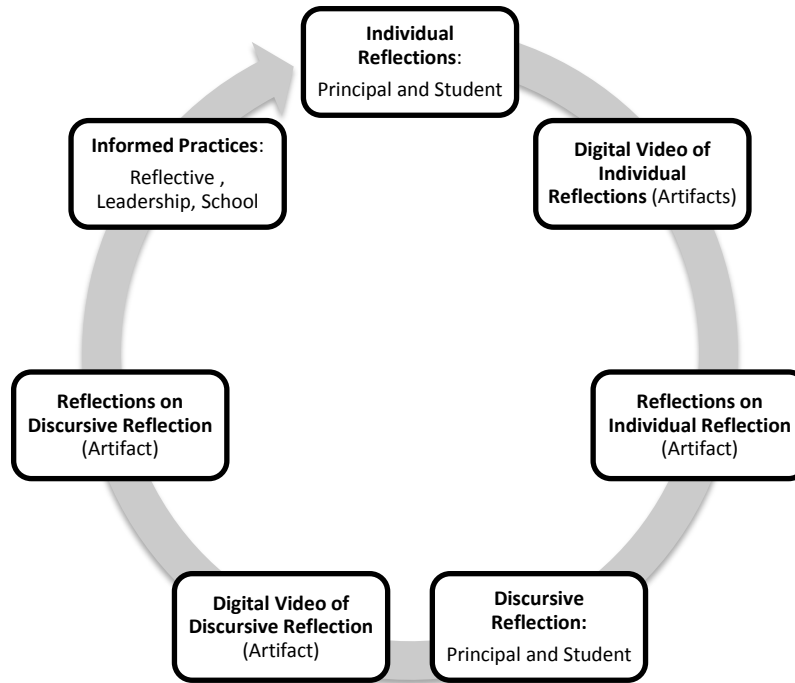 Individual
Reflections:
Principal and Student
Digital Video of
Individual
Reflections (Artifacts)
Reflections on
Individual Reflection
(Artifact)
Discursive
Reflection:
Principal and Student
Digital Video of
Discursive Reflection
(Artifact)
Reflections on
Discursive Reflection
(Artifact)
Informed Practices:
Reflective ,
Leadership, School